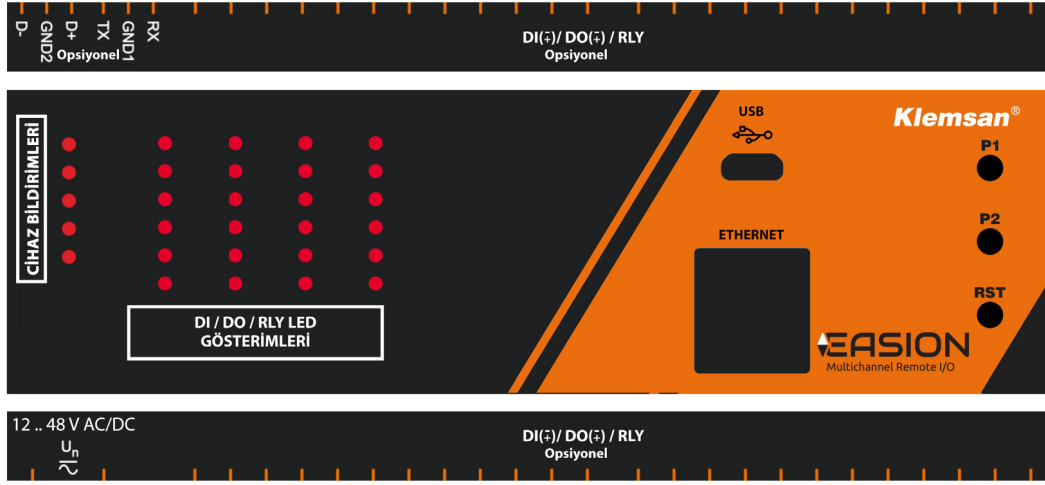 D-
GND2
D+
TX
GND1
RX
Opsiyonel
DI(∓)/ DO(∓) / RLY
Opsiyonel
CİHAZ BİLDİRİMLERİ
DI / DO / RLY LED
GÖSTERİMLERİ
USB
Klemsan®
P1
P2
ETHERNET
RST
EASION
Multichannel Remote I/O
12 .. 48 V AC/DC
Un
DI(∓)/ DO(∓) / RLY
Opsiyonel